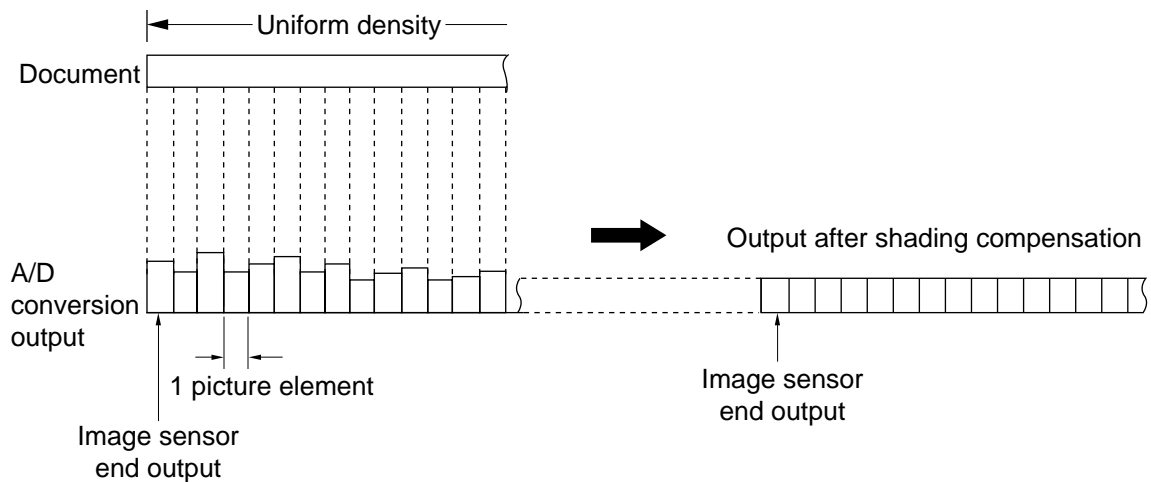 Uniform density
Document
Output after shading compensation
A/D
conversion
output
1 picture element
Image sensor
end output
Image sensor
end output